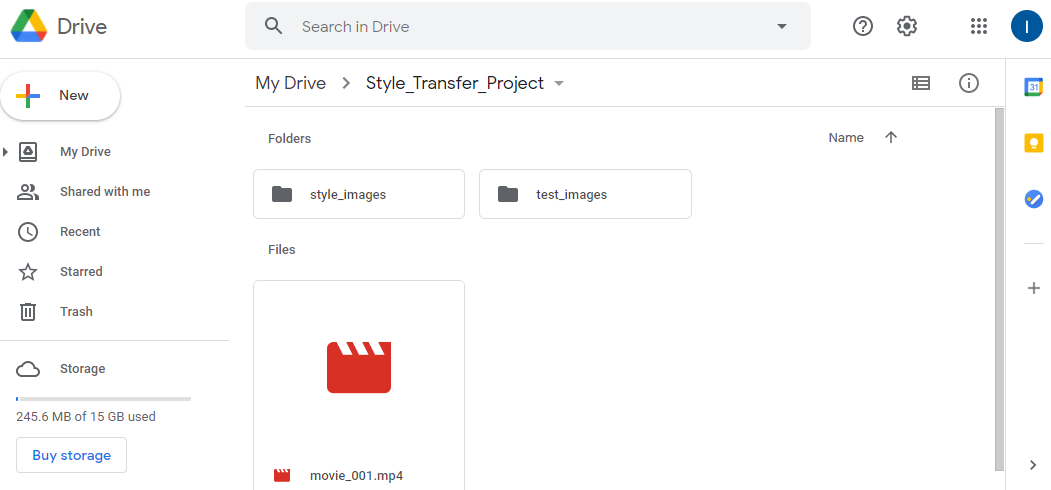 Drive
Search in Drive
I
New
My Drive
Shared with me
Recent
Starred
Trash
Storage
245.6 MB of 15 GB used
Buy storage
My Drive
Style_Transfer_Project
Folders
Name
style_images
test_images
Files
movie_001.mp4
31